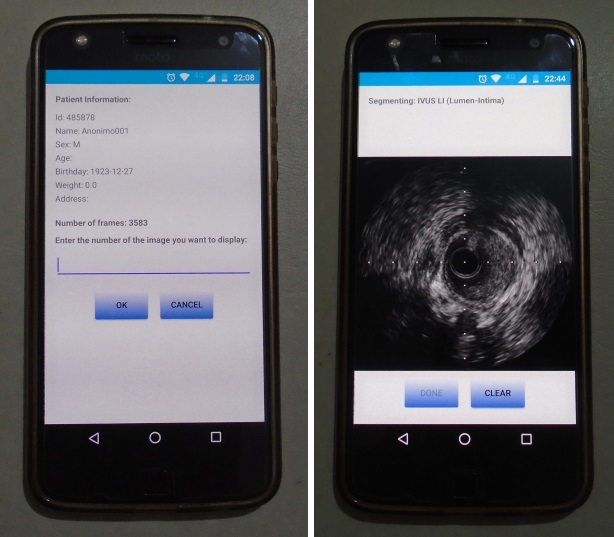 moto
4G 22:08
Patient Information:
Id: 485878
Name: Anonimo001
Sex: M
Age:
Birthday: 1923-12-27
Weight: 0.0
Address:
Number of frames: 3583
Enter the number of the image you want to display:
OK CANCEL
4G 22:44
Segmenting: IVUS LI (Lumen-Intima)
DONE CLEAR